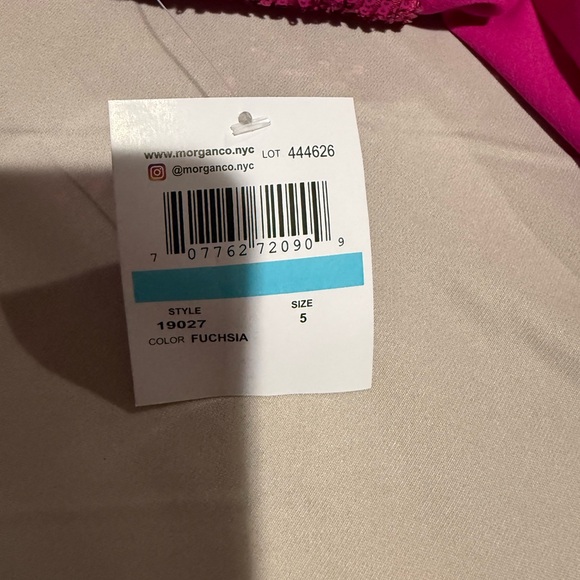 www.morganco.nyc LOT 444626
@morganco.nyc
7 07762 72090 9
STYLE SIZE
19027 5
COLOR FUCHSIA